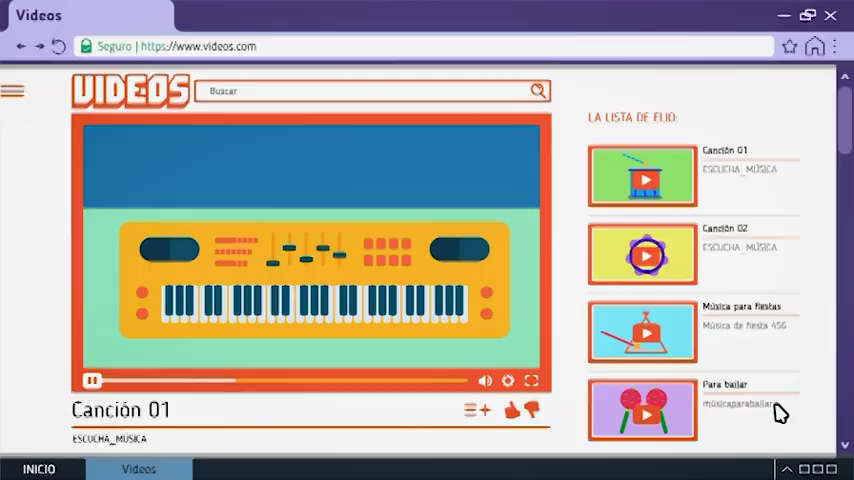 Videos
Seguro | https://www.videos.com
VIDEOS
Buscar
LA LISTA DE ELIO:
Canción 01
ESCUCHA_MÚSICA
Canción 02
ESCUCHA_MÚSICA
Música para fiestas
Música de fiesta 456
Para bailar
músicaparabailar
Canción 01
ESCUCHA_MÚSICA
INICIO
Videos